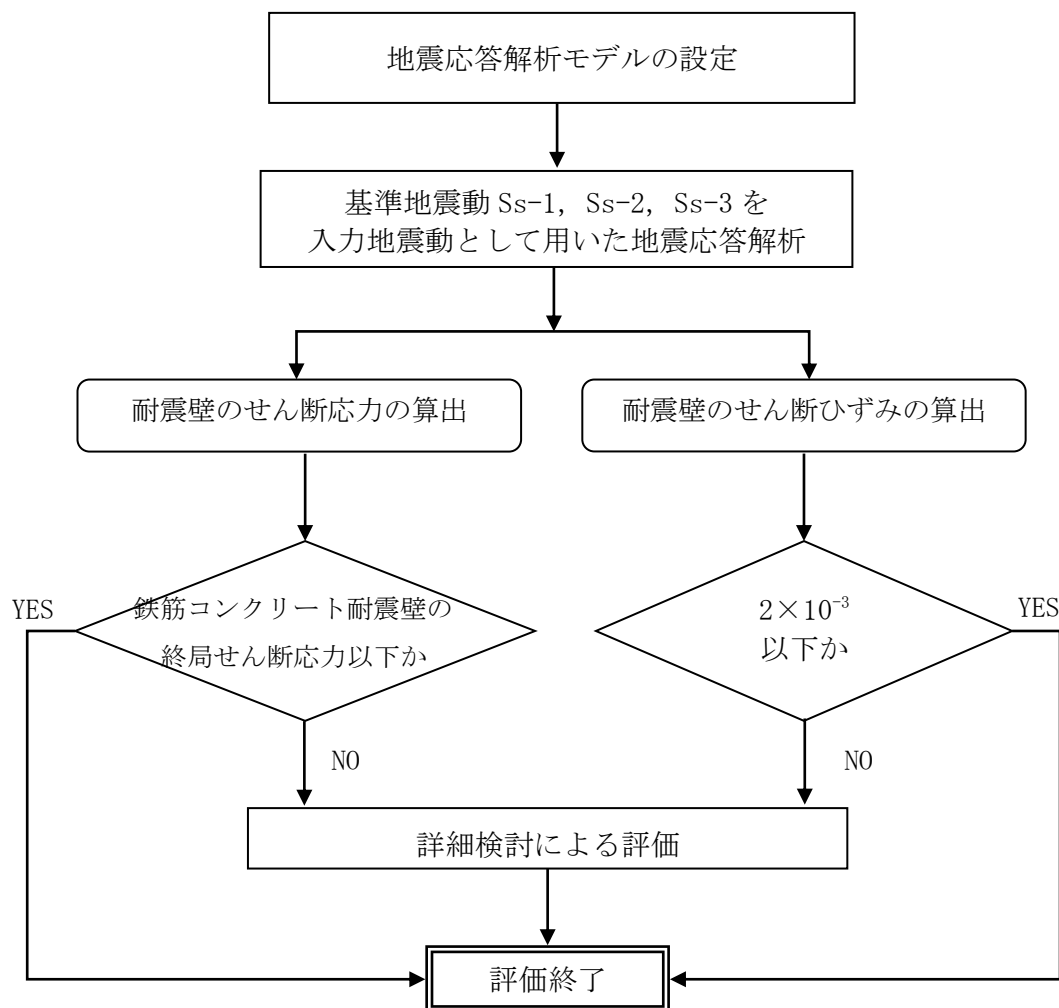 地震応答解析モデルの設定
基準地震動 Ss-1, Ss-2, Ss-3 を
入力地震動として用いた地震応答解析
耐震壁のせん断応力の算出
耐震壁のせん断ひずみの算出
YES
鉄筋コンクリート耐震壁の
終局せん断応力以下か
2×10⁻³
以下か
YES
NO
NO
詳細検討による評価
評価終了